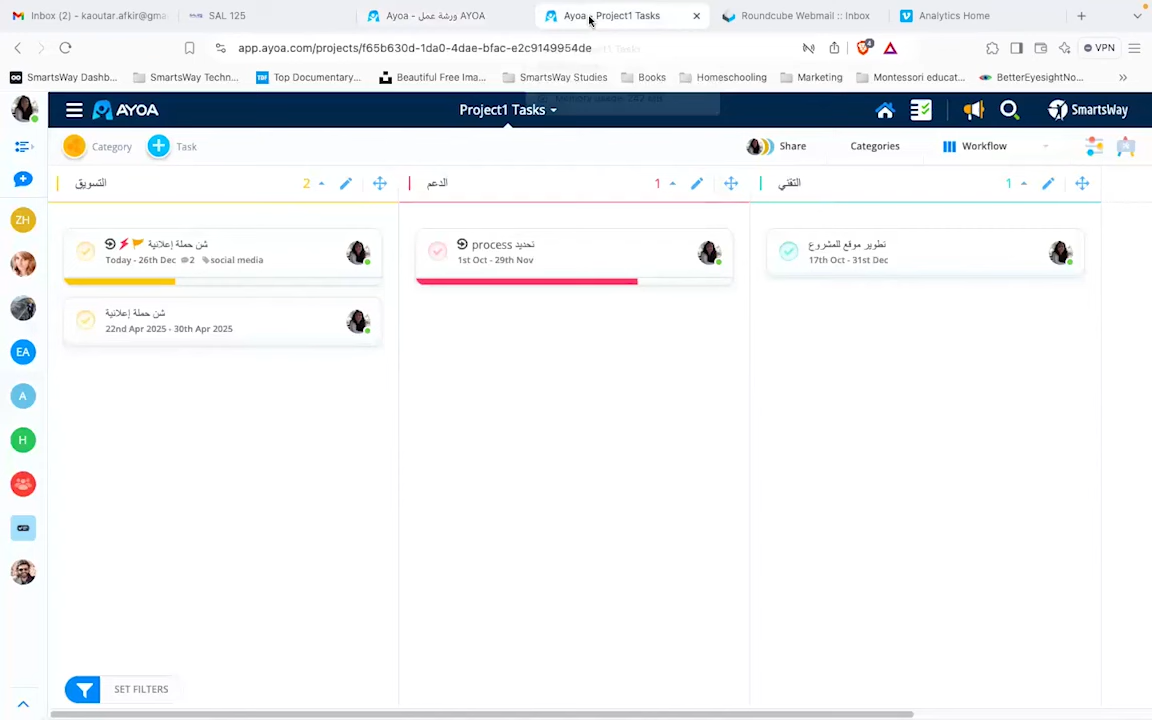 Inbox (2) - kaoutar.afkir@gma
SAL 125
Ayoa - ورشة عمل AYOA
Ayoa - Project1 Tasks
Roundcube Webmail :: Inbox
Analytics Home
app.ayoa.com/projects/f65b630d-1da0-4dae-bfac-e2c9149954de
4
VPN
SmartsWay Dashb...
SmartsWay Techn...
Top Documentary...
Beautiful Free Ima...
SmartsWay Studies
Books
Homeschooling
Marketing
Montessori educat...
BetterEyesightNo...
AYOA
Project1 Tasks
SmartsWay
Category
Task
Share
Categories
Workflow
التسويق
2
الدعم
1
التقني
1
شن حملة إعلانية
Today - 26th Dec 2 social media
شن حملة إعلانية
22nd Apr 2025 - 30th Apr 2025
تحديد process
1st Oct - 29th Nov
تطوير موقع للمشروع
17th Oct - 31st Dec
ZH
EA
A
H
SET FILTERS